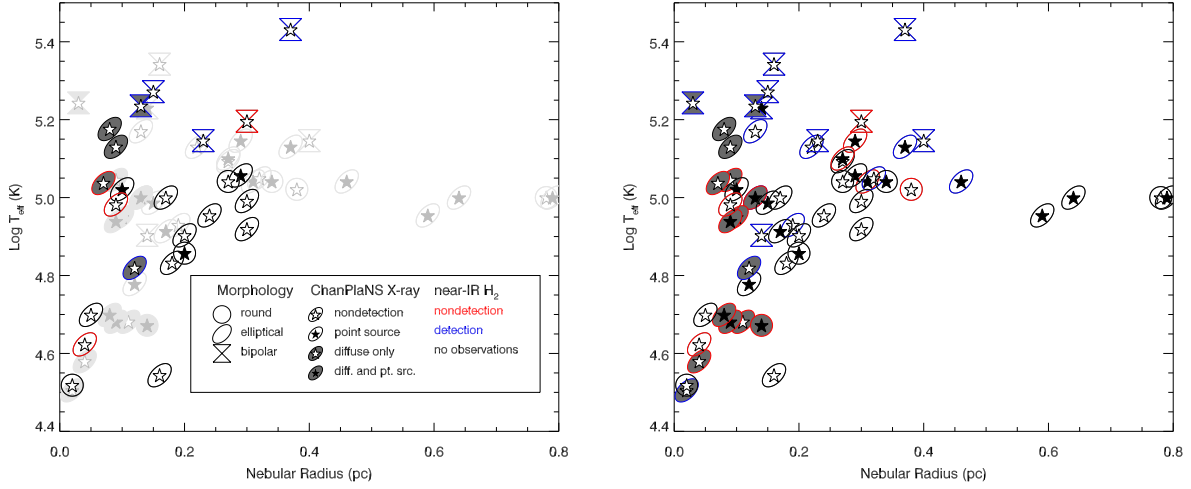 5.4
5.2
5.0
4.8
4.6
4.4
Log T_eff (K)
0.0 0.2 0.4 0.6 0.8
Nebular Radius (pc)
Morphology
round
elliptical
bipolar
ChanPlaNS X-ray
nondetection
point source
diffuse only
diff. and pt. src.
near-IR H_2
nondetection
detection
no observations
5.4
5.2
5.0
4.8
4.6
4.4
Log T_eff (K)
0.0 0.2 0.4 0.6 0.8
Nebular Radius (pc)